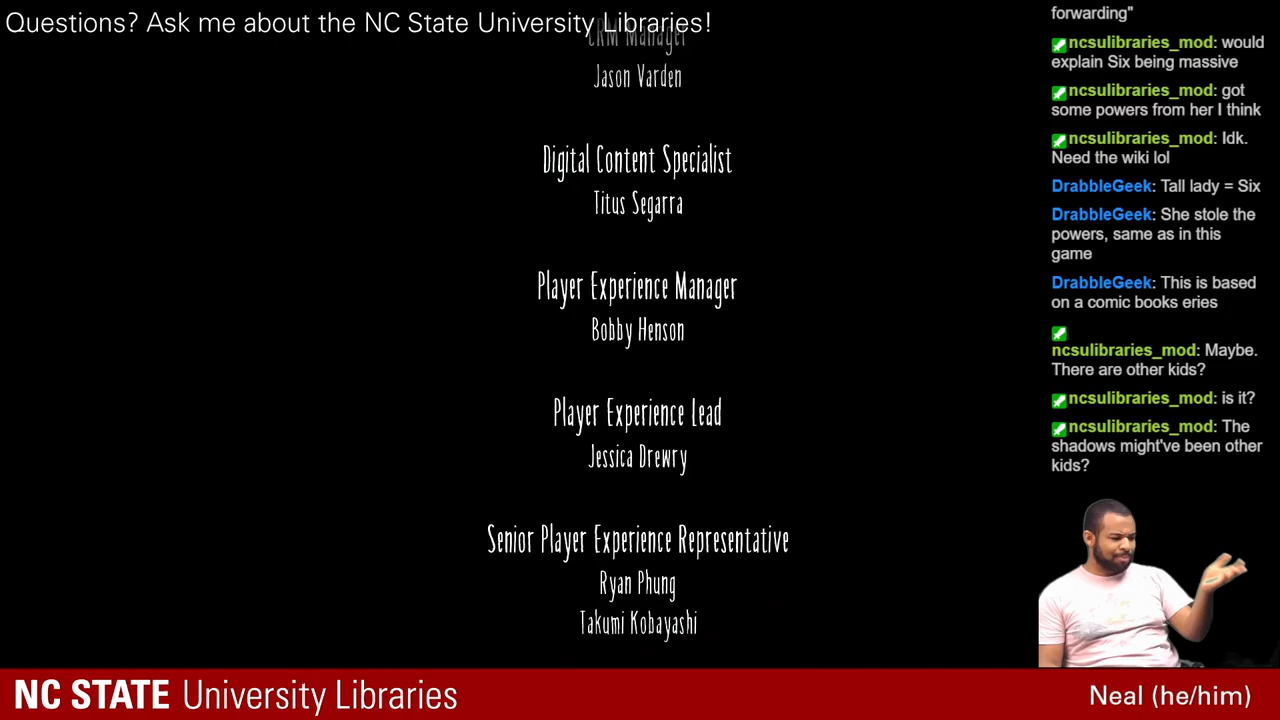 Questions? Ask me about the NC State University Libraries!
CRM Manager
Jason Varden
Digital Content Specialist
Titus Segarra
Player Experience Manager
Bobby Henson
Player Experience Lead
Jessica Drewry
Senior Player Experience Representative
Ryan Phung
Takumi Kobayashi
forwarding"
ncsulibraries_mod: would
explain Six being massive
ncsulibraries_mod: got
some powers from her I think
ncsulibraries_mod: Idk.
Need the wiki lol
DrabbleGeek: Tall lady = Six
DrabbleGeek: She stole the
powers, same as in this
game
DrabbleGeek: This is based
on a comic books eries
ncsulibraries_mod: Maybe.
There are other kids?
ncsulibraries_mod: is it?
ncsulibraries_mod: The
shadows might've been other
kids?
NC STATE University Libraries
Neal (he/him)